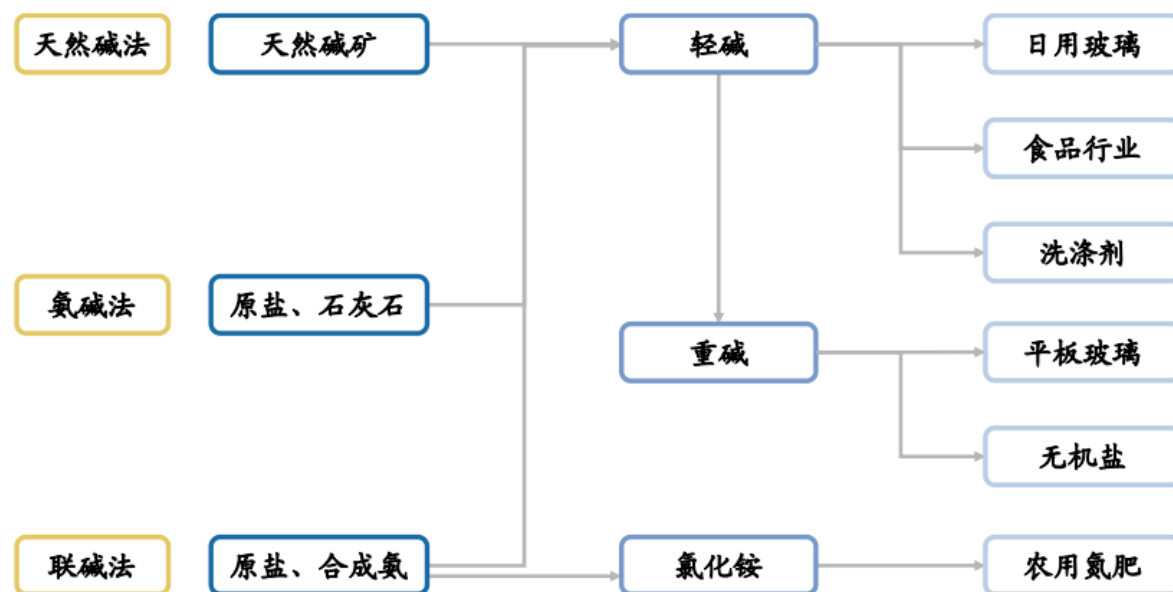 天然碱法
天然碱矿
轻碱
日用玻璃
食品行业
洗涤剂
氨碱法
原盐、石灰石
重碱
平板玻璃
无机盐
联碱法
原盐、合成氨
氯化铵
农用氮肥